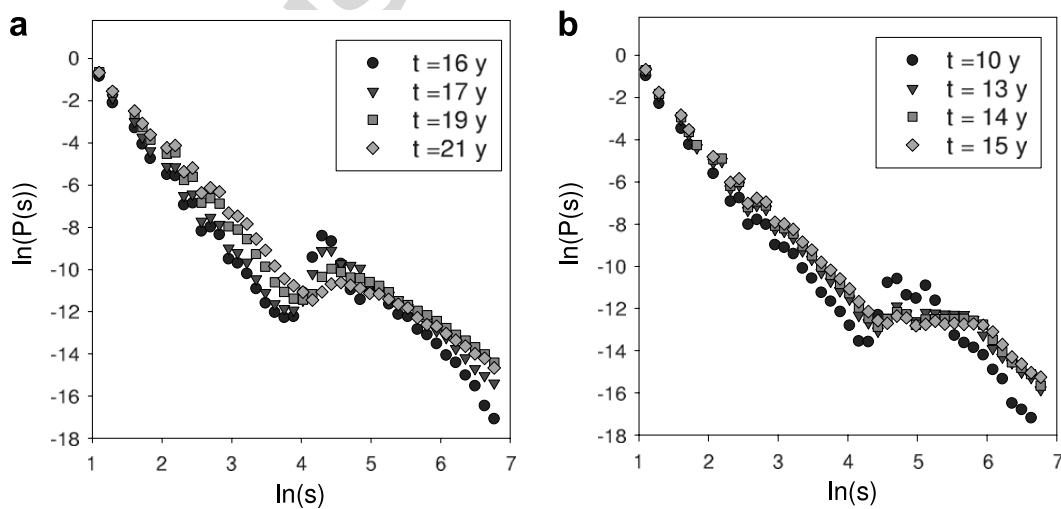 a
b
t =16 y
t =17 y
t =19 y
t =21 y
t =10 y
t = 13 y
t = 14 y
t = 15 y
0
-2
-4
-6
-8
-10
-12
-14
-16
-18
ln(P(s))
1 2 3 4 5 6 7
ln(s)
0
-2
-4
-6
-8
-10
-12
-14
-16
-18
ln(P(s))
1 2 3 4 5 6 7
ln(s)